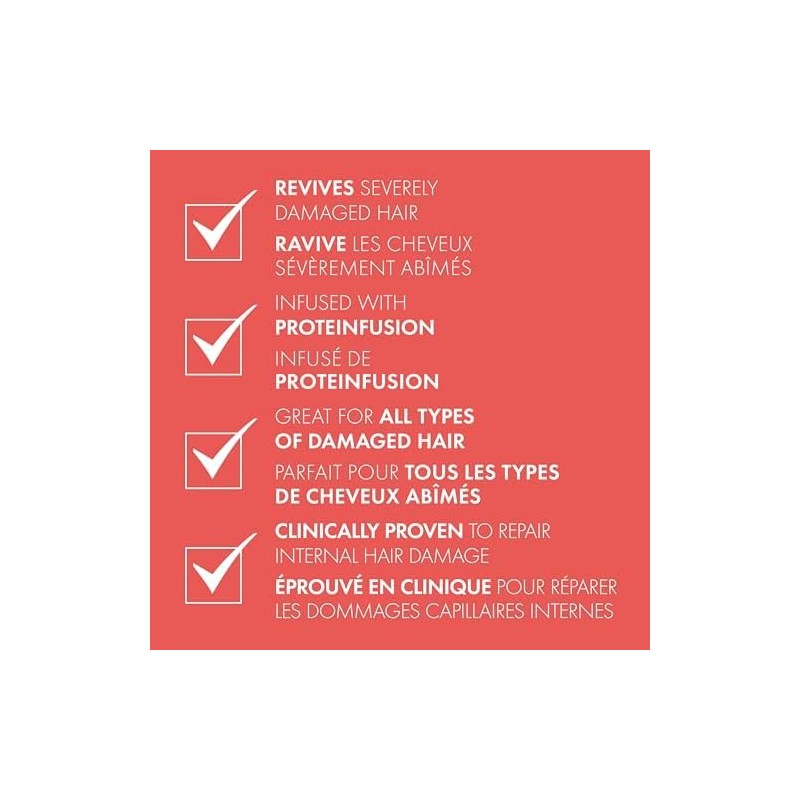 REVIVES SEVERELY
DAMAGED HAIR
RAVIVE LES CHEVEUX
SÉVÈREMENT ABÎMÉS
INFUSED WITH
PROTEINFUSION
INFUSÉ DE
PROTEINFUSION
GREAT FOR ALL TYPES
OF DAMAGED HAIR
PARFAIT POUR TOUS LES TYPES
DE CHEVEUX ABÎMÉS
CLINICALLY PROVEN TO REPAIR
INTERNAL HAIR DAMAGE
ÉPROUVÉ EN CLINIQUE POUR RÉPARER
LES DOMMAGES CAPILLAIRES INTERNES